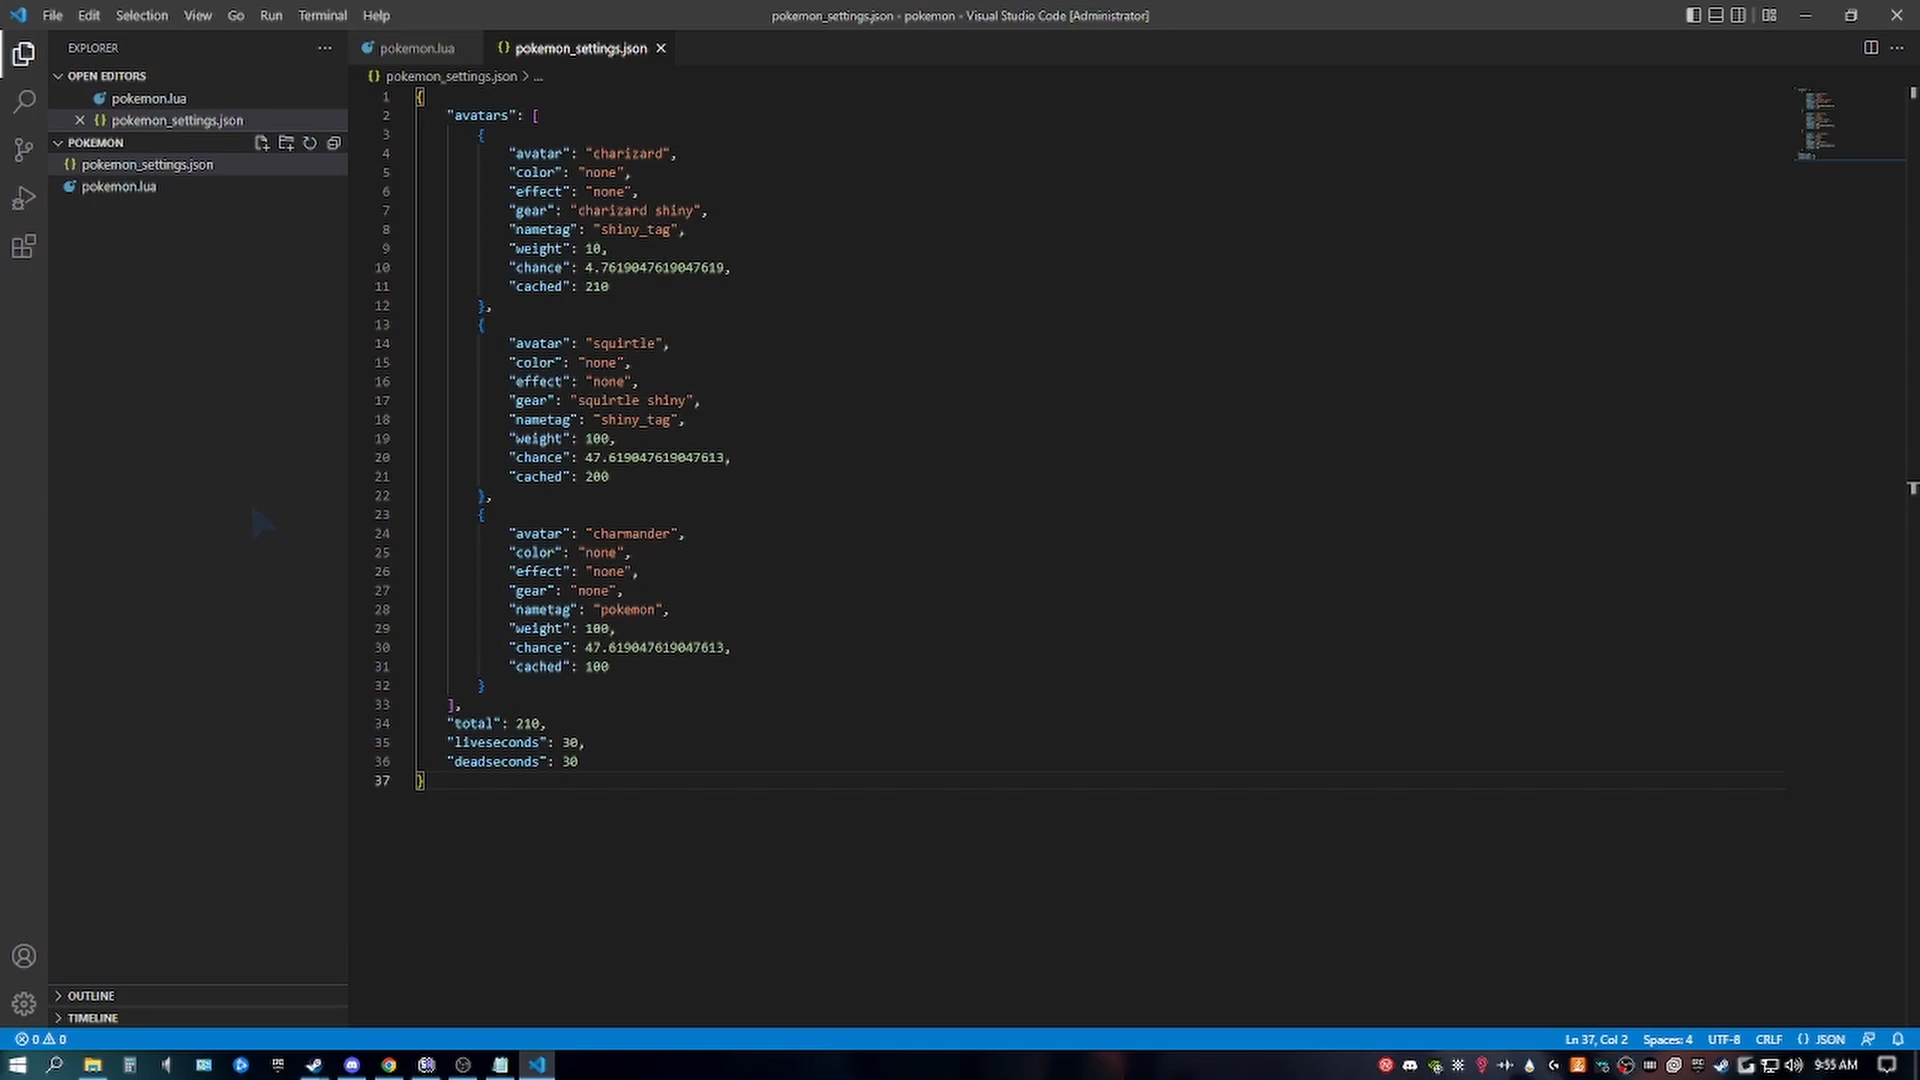 File Edit Selection View Go Run Terminal Help
pokemon_settings.json - pokemon - Visual Studio Code [Administrator]
EXPLORER
OPEN EDITORS
pokemon.lua
pokemon_settings.json
POKEMON
pokemon_settings.json
pokemon.lua
OUTLINE
TIMELINE
pokemon.lua
pokemon_settings.json
pokemon_settings.json > ...
1 {
2 "avatars": [
3 {
4 "avatar": "charizard",
5 "color": "none",
6 "effect": "none",
7 "gear": "charizard shiny",
8 "nametag": "shiny_tag",
9 "weight": 10,
10 "chance": 4.7619047619047619,
11 "cached": 210
12 },
13 {
14 "avatar": "squirtle",
15 "color": "none",
16 "effect": "none",
17 "gear": "squirtle shiny",
18 "nametag": "shiny_tag",
19 "weight": 100,
20 "chance": 47.619047619047613,
21 "cached": 200
22 },
23 {
24 "avatar": "charmander",
25 "color": "none",
26 "effect": "none",
27 "gear": "none",
28 "nametag": "pokemon",
29 "weight": 100,
30 "chance": 47.619047619047613,
31 "cached": 100
32 }
33 ],
34 "total": 210,
35 "liveseconds": 30,
36 "deadseconds": 30
37 }
0 0
Ln 37, Col 2 Spaces: 4 UTF-8 CRLF {} JSON
9:55 AM